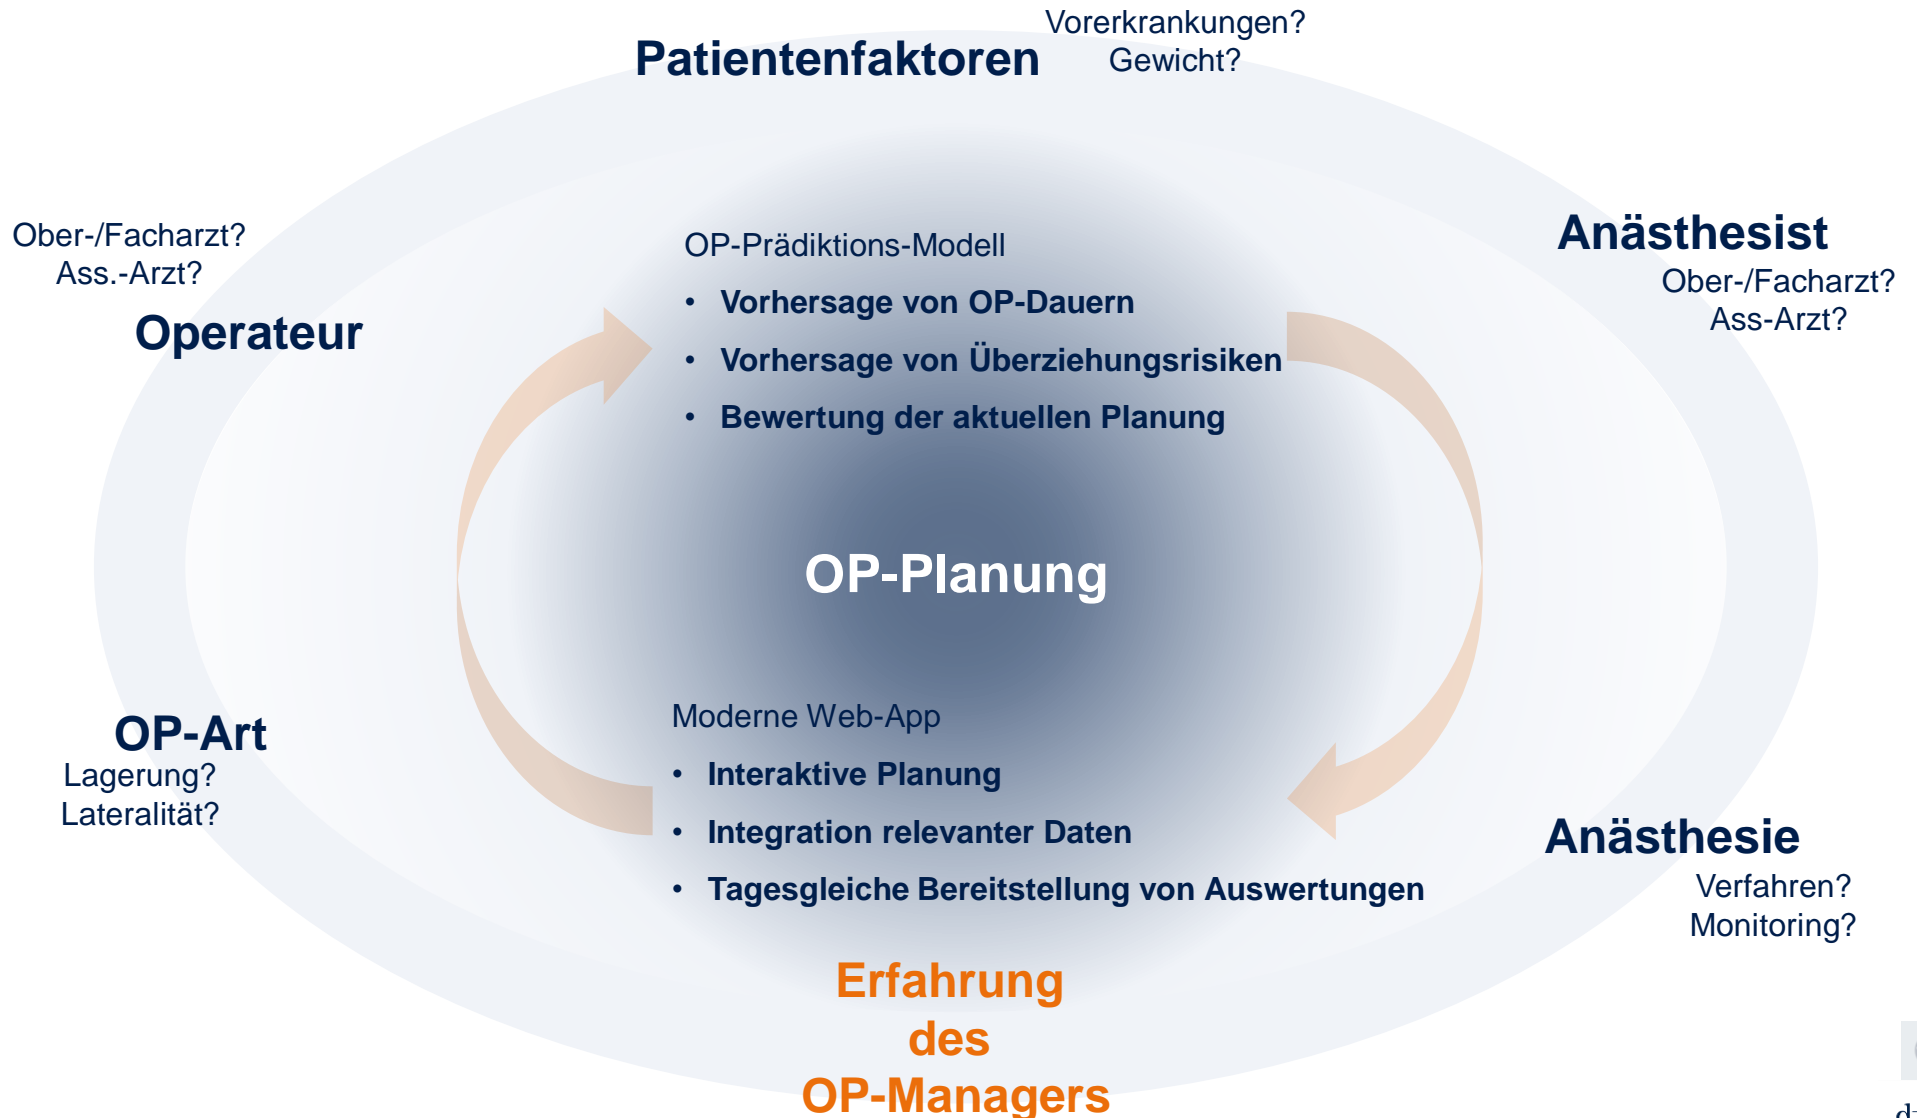 Patientenfaktoren
Vorerkrankungen?
Gewicht?
Ober-/Facharzt?
Ass.-Arzt?
Operateur
OP-Prädiktions-Modell
• Vorhersage von OP-Dauern
• Vorhersage von Überziehungsrisiken
• Bewertung der aktuellen Planung
Anästhesist
Ober-/Facharzt?
Ass-Arzt?
OP-Planung
OP-Art
Lagerung?
Lateralität?
Moderne Web-App
• Interaktive Planung
• Integration relevanter Daten
• Tagesgleiche Bereitstellung von Auswertungen
Anästhesie
Verfahren?
Monitoring?
Erfahrung
des
OP-Managers